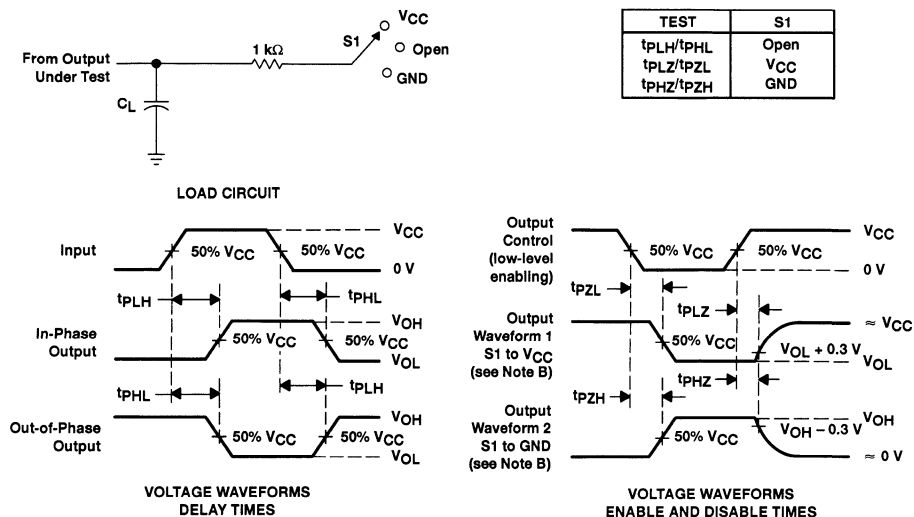 From Output
Under Test
CL
1 kΩ
S1
VCC
Open
GND
LOAD CIRCUIT
TEST S1
tPLH/tPHL Open
tPLZ/tPZL VCC
tPHZ/tPZH GND
Input
50% VCC
50% VCC
VCC
0 V
tPLH
tPHL
In-Phase
Output
50% VCC
50% VCC
VOH
VOL
tPHL
tPLH
Out-of-Phase
Output
50% VCC
50% VCC
VOH
VOL
VOLTAGE WAVEFORMS
DELAY TIMES
Output
Control
(low-level
enabling)
50% VCC
50% VCC
VCC
0 V
tPZL
tPLZ
Output
Waveform 1
S1 to VCC
(see Note B)
50% VCC
≈ VCC
VOL + 0.3 V
VOL
tPZH
tPHZ
Output
Waveform 2
S1 to GND
(see Note B)
50% VCC
VOH
VOH − 0.3 V
≈ 0 V
VOLTAGE WAVEFORMS
ENABLE AND DISABLE TIMES